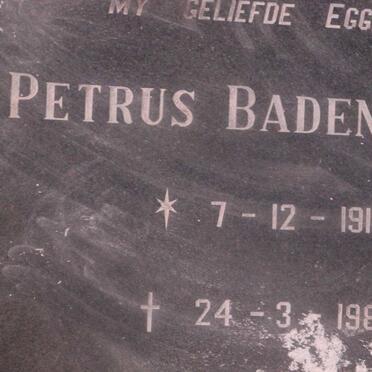 MY GELIEFDE EGG
PETRUS BADEN
7 - 12 - 191
24 - 3 - 198